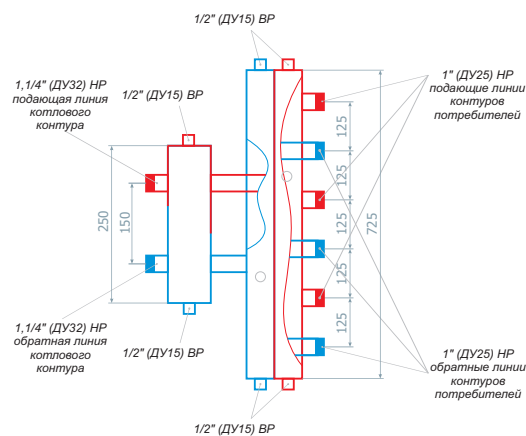 1/2" (ДУ15) ВР
1,1/4" (ДУ32) НР
подающая линия
котлового
контура
1/2" (ДУ15) ВР
1" (ДУ25) НР
подающие линии
контуров
потребителей
125
125
125
125
125
725
250
150
1,1/4" (ДУ32) НР
обратная линия
котлового
контура
1/2" (ДУ15) ВР
1" (ДУ25) НР
обратные линии
контуров
потребителей
1/2" (ДУ15) ВР